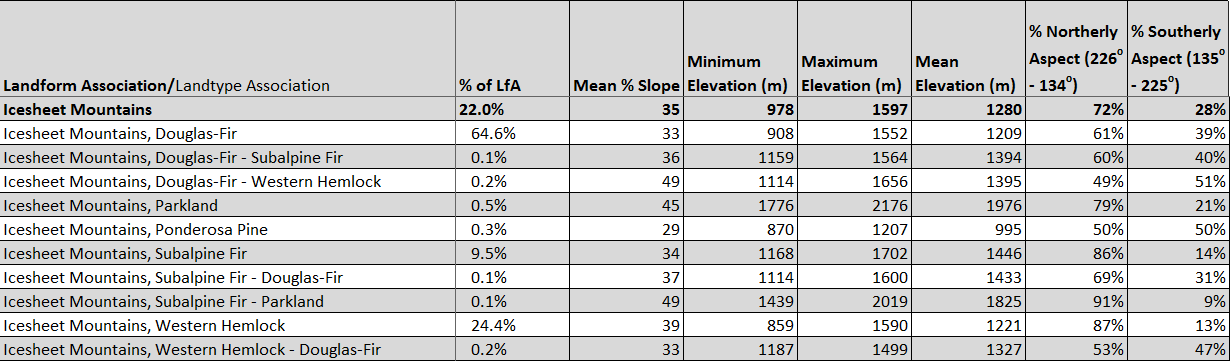 Landform Association/Landtype Association % of LfA Mean % Slope Minimum Elevation (m) Maximum Elevation (m) Mean Elevation (m) % Northerly Aspect (226º - 134º) % Southerly Aspect (135º - 225º)
Icesheet Mountains 22.0% 35 978 1597 1280 72% 28%
Icesheet Mountains, Douglas-Fir 64.6% 33 908 1552 1209 61% 39%
Icesheet Mountains, Douglas-Fir - Subalpine Fir 0.1% 36 1159 1564 1394 60% 40%
Icesheet Mountains, Douglas-Fir - Western Hemlock 0.2% 49 1114 1656 1395 49% 51%
Icesheet Mountains, Parkland 0.5% 45 1776 2176 1976 79% 21%
Icesheet Mountains, Ponderosa Pine 0.3% 29 870 1207 995 50% 50%
Icesheet Mountains, Subalpine Fir 9.5% 34 1168 1702 1446 86% 14%
Icesheet Mountains, Subalpine Fir - Douglas-Fir 0.1% 37 1114 1600 1433 69% 31%
Icesheet Mountains, Subalpine Fir - Parkland 0.1% 49 1439 2019 1825 91% 9%
Icesheet Mountains, Western Hemlock 24.4% 39 859 1590 1221 87% 13%
Icesheet Mountains, Western Hemlock - Douglas-Fir 0.2% 33 1187 1499 1327 53% 47%